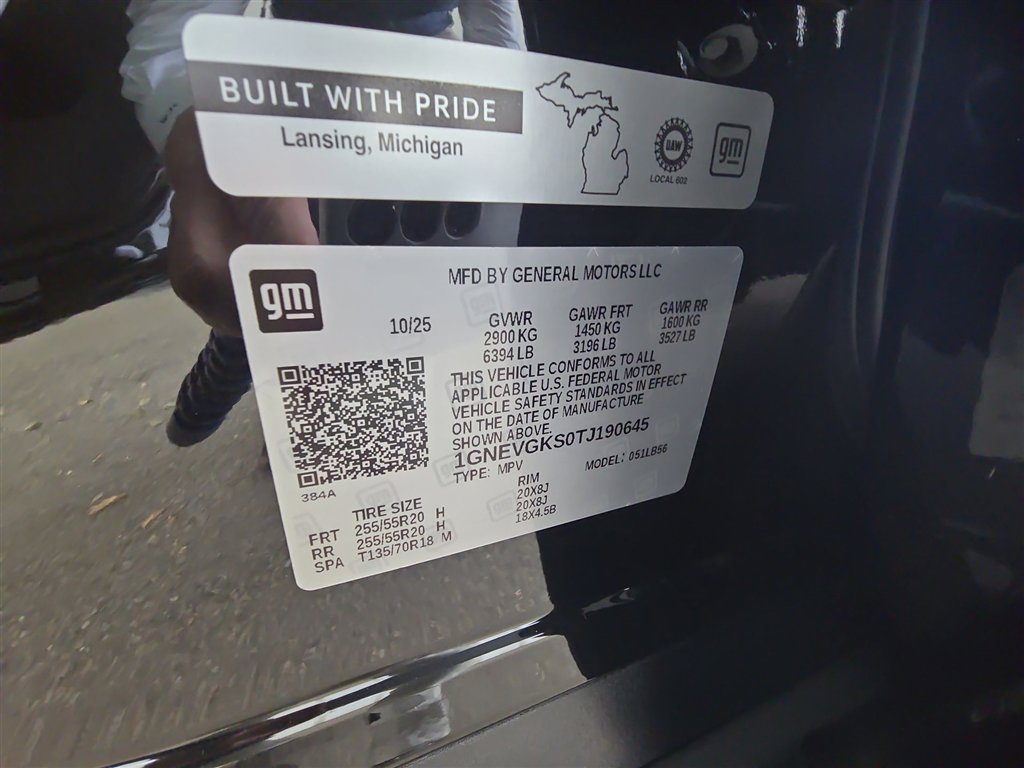 BUILT WITH PRIDE
Lansing, Michigan
UAW
LOCAL 602
gm
gm
MFD BY GENERAL MOTORS LLC
10/25
GVWR
2900 KG
6394 LB
GAWR FRT
1450 KG
3196 LB
GAWR RR
1600 KG
3527 LB
THIS VEHICLE CONFORMS TO ALL
APPLICABLE U.S. FEDERAL MOTOR
VEHICLE SAFETY STANDARDS IN EFFECT
ON THE DATE OF MANUFACTURE
SHOWN ABOVE.
1GNEVGKS0TJ190645
TYPE: MPV MODEL: 051LB56
384A
TIRE SIZE RIM
FRT 255/55R20 H 20X8J
RR 255/55R20 H 20X8J
SPA T135/70R18 M 18X4.5B